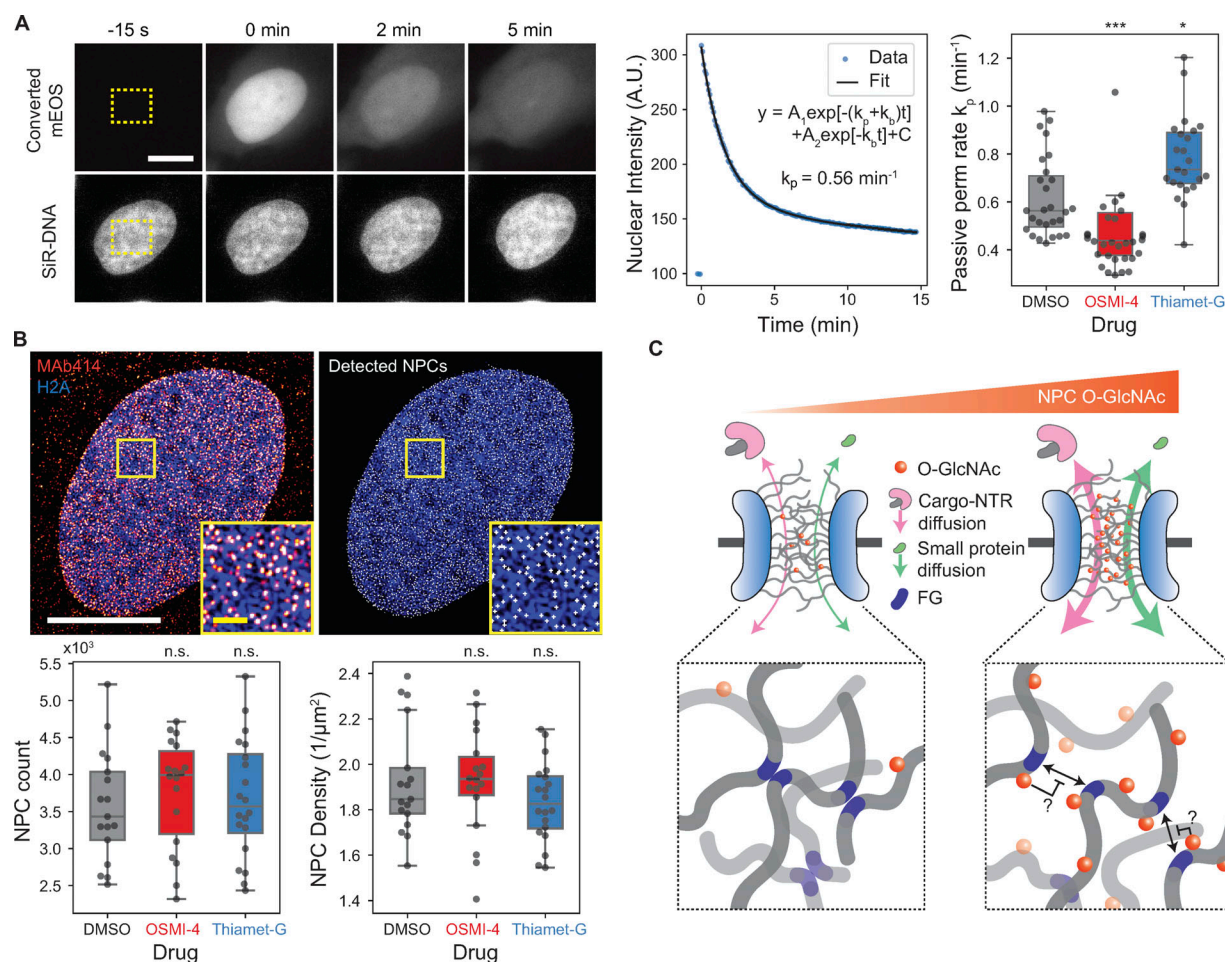 A
-15 s
0 min
2 min
5 min
Converted
mEOS
SiR-DNA
Nuclear Intensity (A.U.)
300
250
200
150
100
Data
Fit
y = A₁exp[-(kₚ+k_b)t]
+A₂exp[-k_bt]+C
kₚ = 0.56 min⁻¹
0
5
10
15
Time (min)
Passive perm rate kₚ (min⁻¹)
***
*
1.2
1.0
0.8
0.6
0.4
DMSO
OSMI-4
Thiamet-G
Drug
B
MAb414
H2A
Detected NPCs
x10³
n.s.
n.s.
NPC count
5.5
5.0
4.5
4.0
3.5
3.0
2.5
DMSO
OSMI-4
Thiamet-G
Drug
n.s.
n.s.
NPC Density (1/µm²)
2.4
2.2
2.0
1.8
1.6
1.4
DMSO
OSMI-4
Thiamet-G
Drug
C
NPC O-GlcNAc
O-GlcNAc
Cargo-NTR
diffusion
Small protein
diffusion
FG
?
?